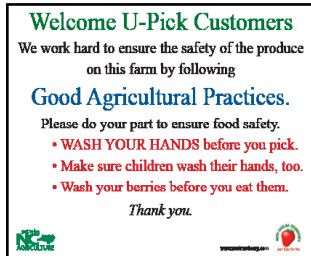 Welcome U-Pick Customers
We work hard to ensure the safety of the produce
on this farm by following
Good Agricultural Practices.
Please do your part to ensure food safety.
• WASH YOUR HANDS before you pick.
• Make sure children wash their hands, too.
• Wash your berries before you eat them.
Thank you.
NC
AGRICULTURE